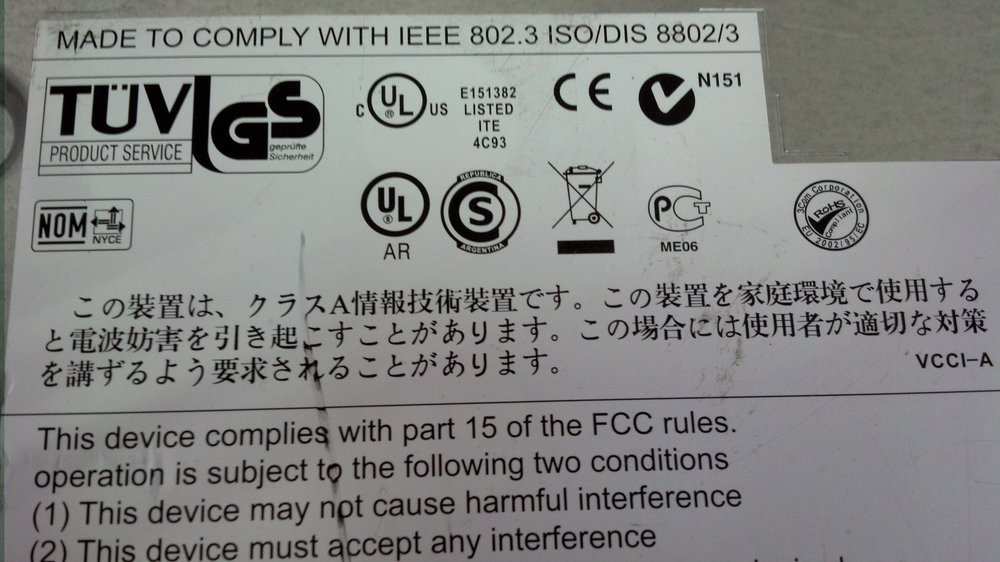 MADE TO COMPLY WITH IEEE 802.3 ISO/DIS 8802/3
TÜV
PRODUCT SERVICE
GS
geprüfte
Sicherheit
C UL® US
E151382
LISTED
ITE
4C93
CE
N151
NOM
NYCE
UL®
AR
REPUBLICA
S
ARGENTINA
PCT
ME06
3Com Corporation
RoHS
Compliant
EU 2002/95/EC
この装置は、クラスA情報技術装置です。この装置を家庭環境で使用する
と電波妨害を引き起こすことがあります。この場合には使用者が適切な対策
を講ずるよう要求されることがあります。
VCCI-A
This device complies with part 15 of the FCC rules.
operation is subject to the following two conditions
(1) This device may not cause harmful interference
(2) This device must accept any interference